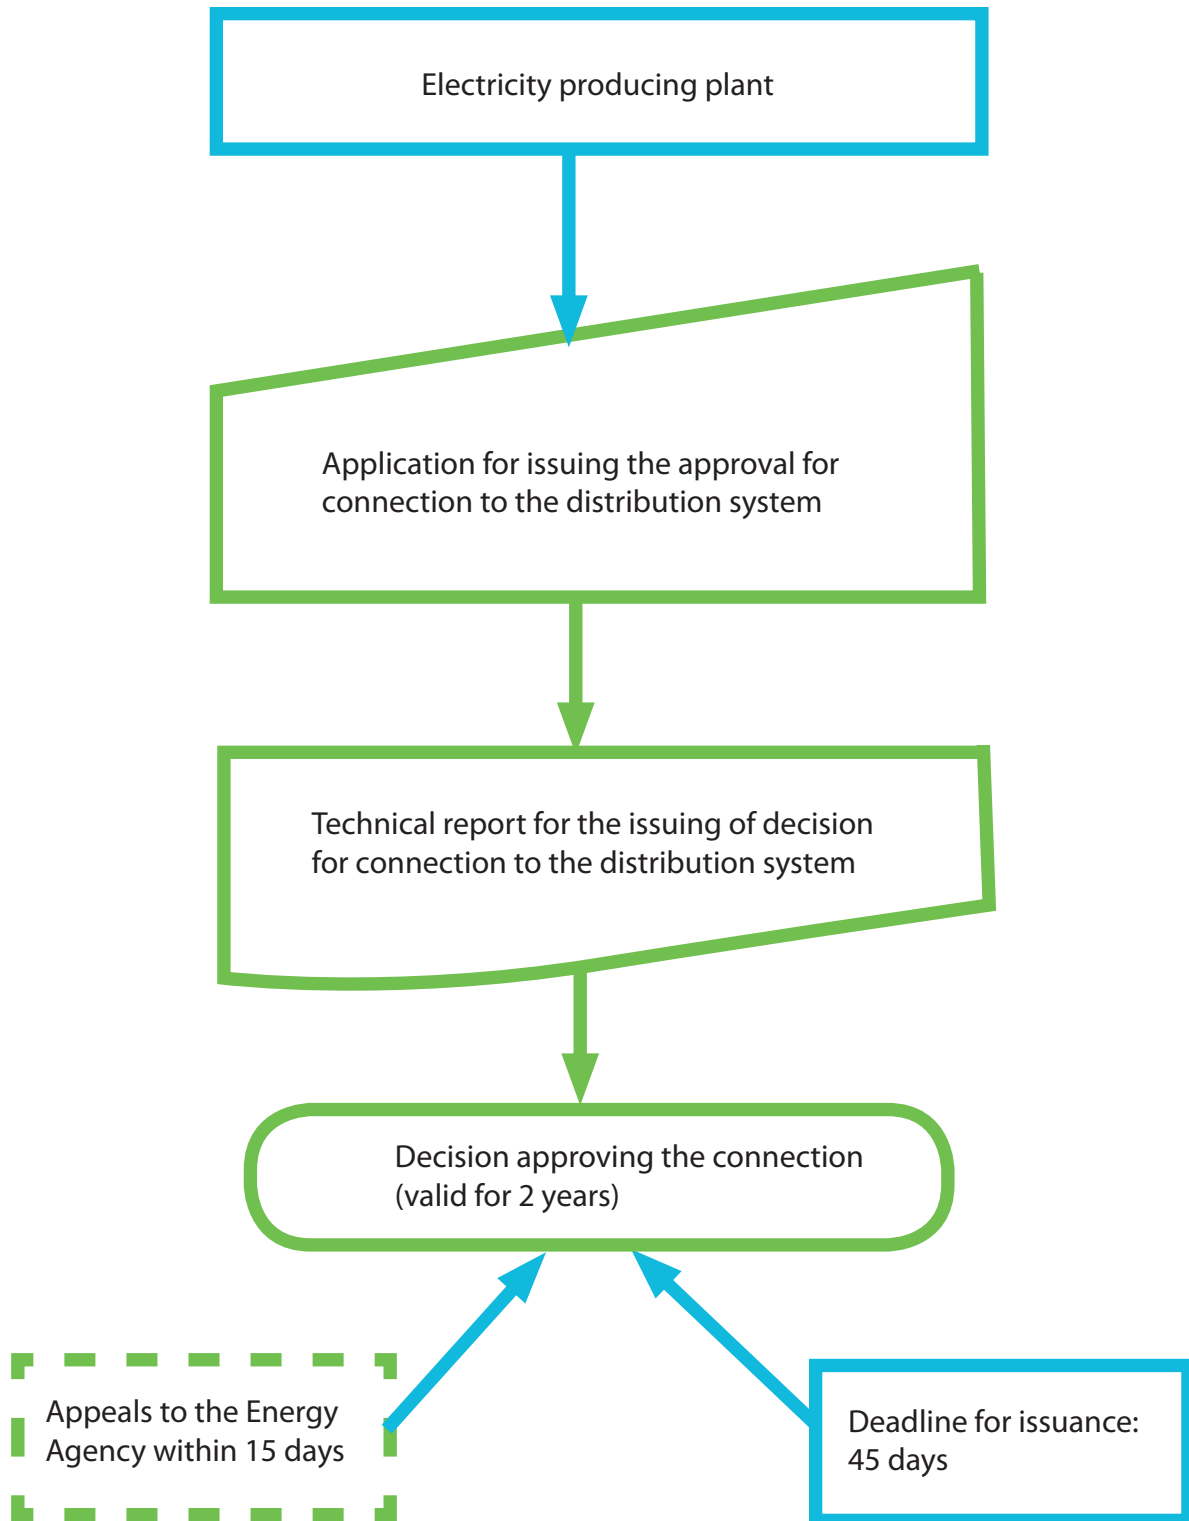 Electricity producing plant
Application for issuing the approval for
connection to the distribution system
Technical report for the issuing of decision
for connection to the distribution system
Decision approving the connection
(valid for 2 years)
Appeals to the Energy
Agency within 15 days
Deadline for issuance:
45 days